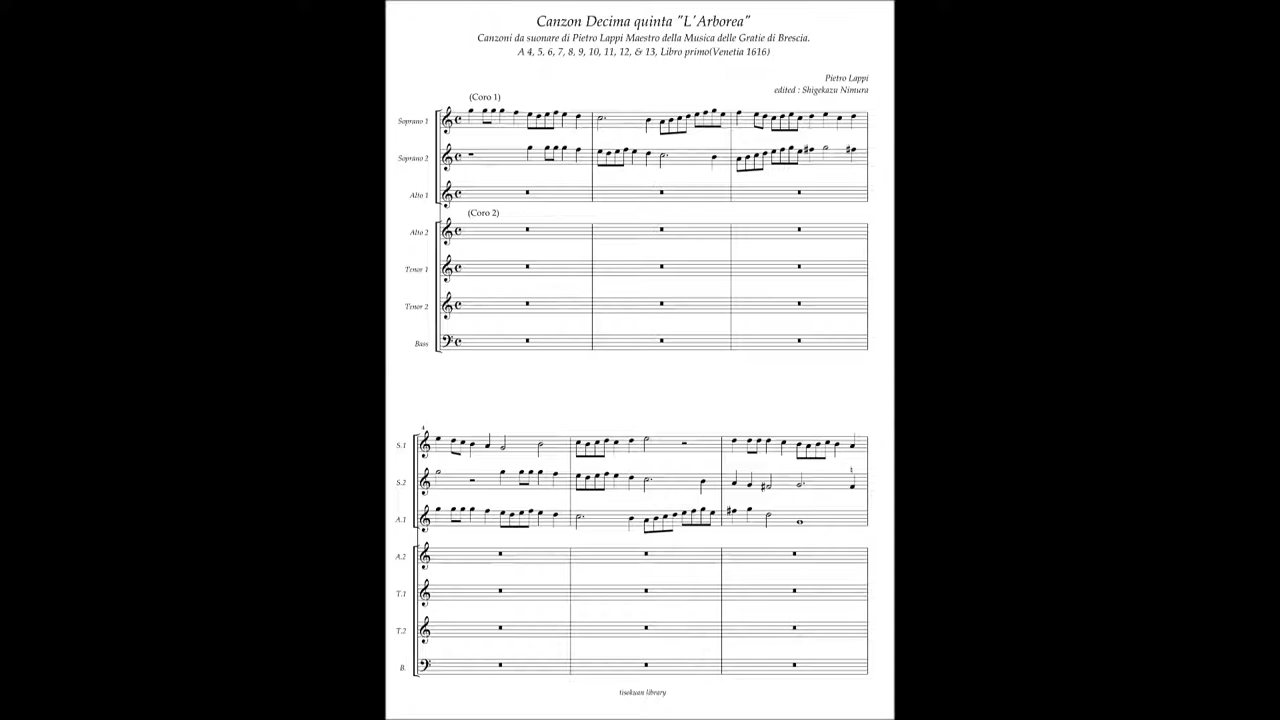 Canzon Decima quinta "L'Arborea"
Canzoni da suonare di Pietro Lappi Maestro della Musica delle Gratie di Brescia.
A 4, 5, 6, 7, 8, 9, 10, 11, 12, & 13, Libro primo(Venetia 1616)
Pietro Lappi
edited : Shigekazu Nimura
(Coro 1)
Soprano 1
Soprano 2
Alto 1
(Coro 2)
Alto 2
Tenor 1
Tenor 2
Bass
4
S.1
S.2
A.1
A.2
T.1
T.2
B.
tisekuan library